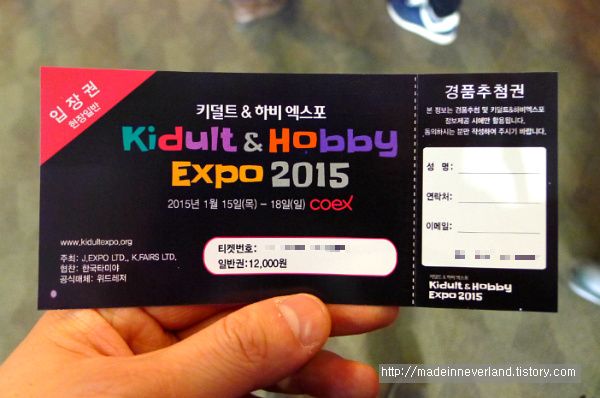 입장권
현장일반
키덜트 & 하비 엑스포
Kidult & Hobby
Expo 2015
2015년 1월 15일(목) – 18일(일) coex
www.kidultexpo.org
주최: J,EXPO LTD., K.FAIRS LTD.
협찬: 한국타미야
공식매체: 위드레저
티켓번호:
일반권: 12,000원
경품추첨권
본 정보는 경품추첨 및 키덜트&하비엑스포
정보제공 시에만 활용됩니다.
동의하시는 분만 작성하여 주시기 바랍니다.
성 명:
연락처:
이메일:
키덜트 & 하비 엑스포
Kidult & Hobby
Expo 2015
http://madeinneverland.tistory.com